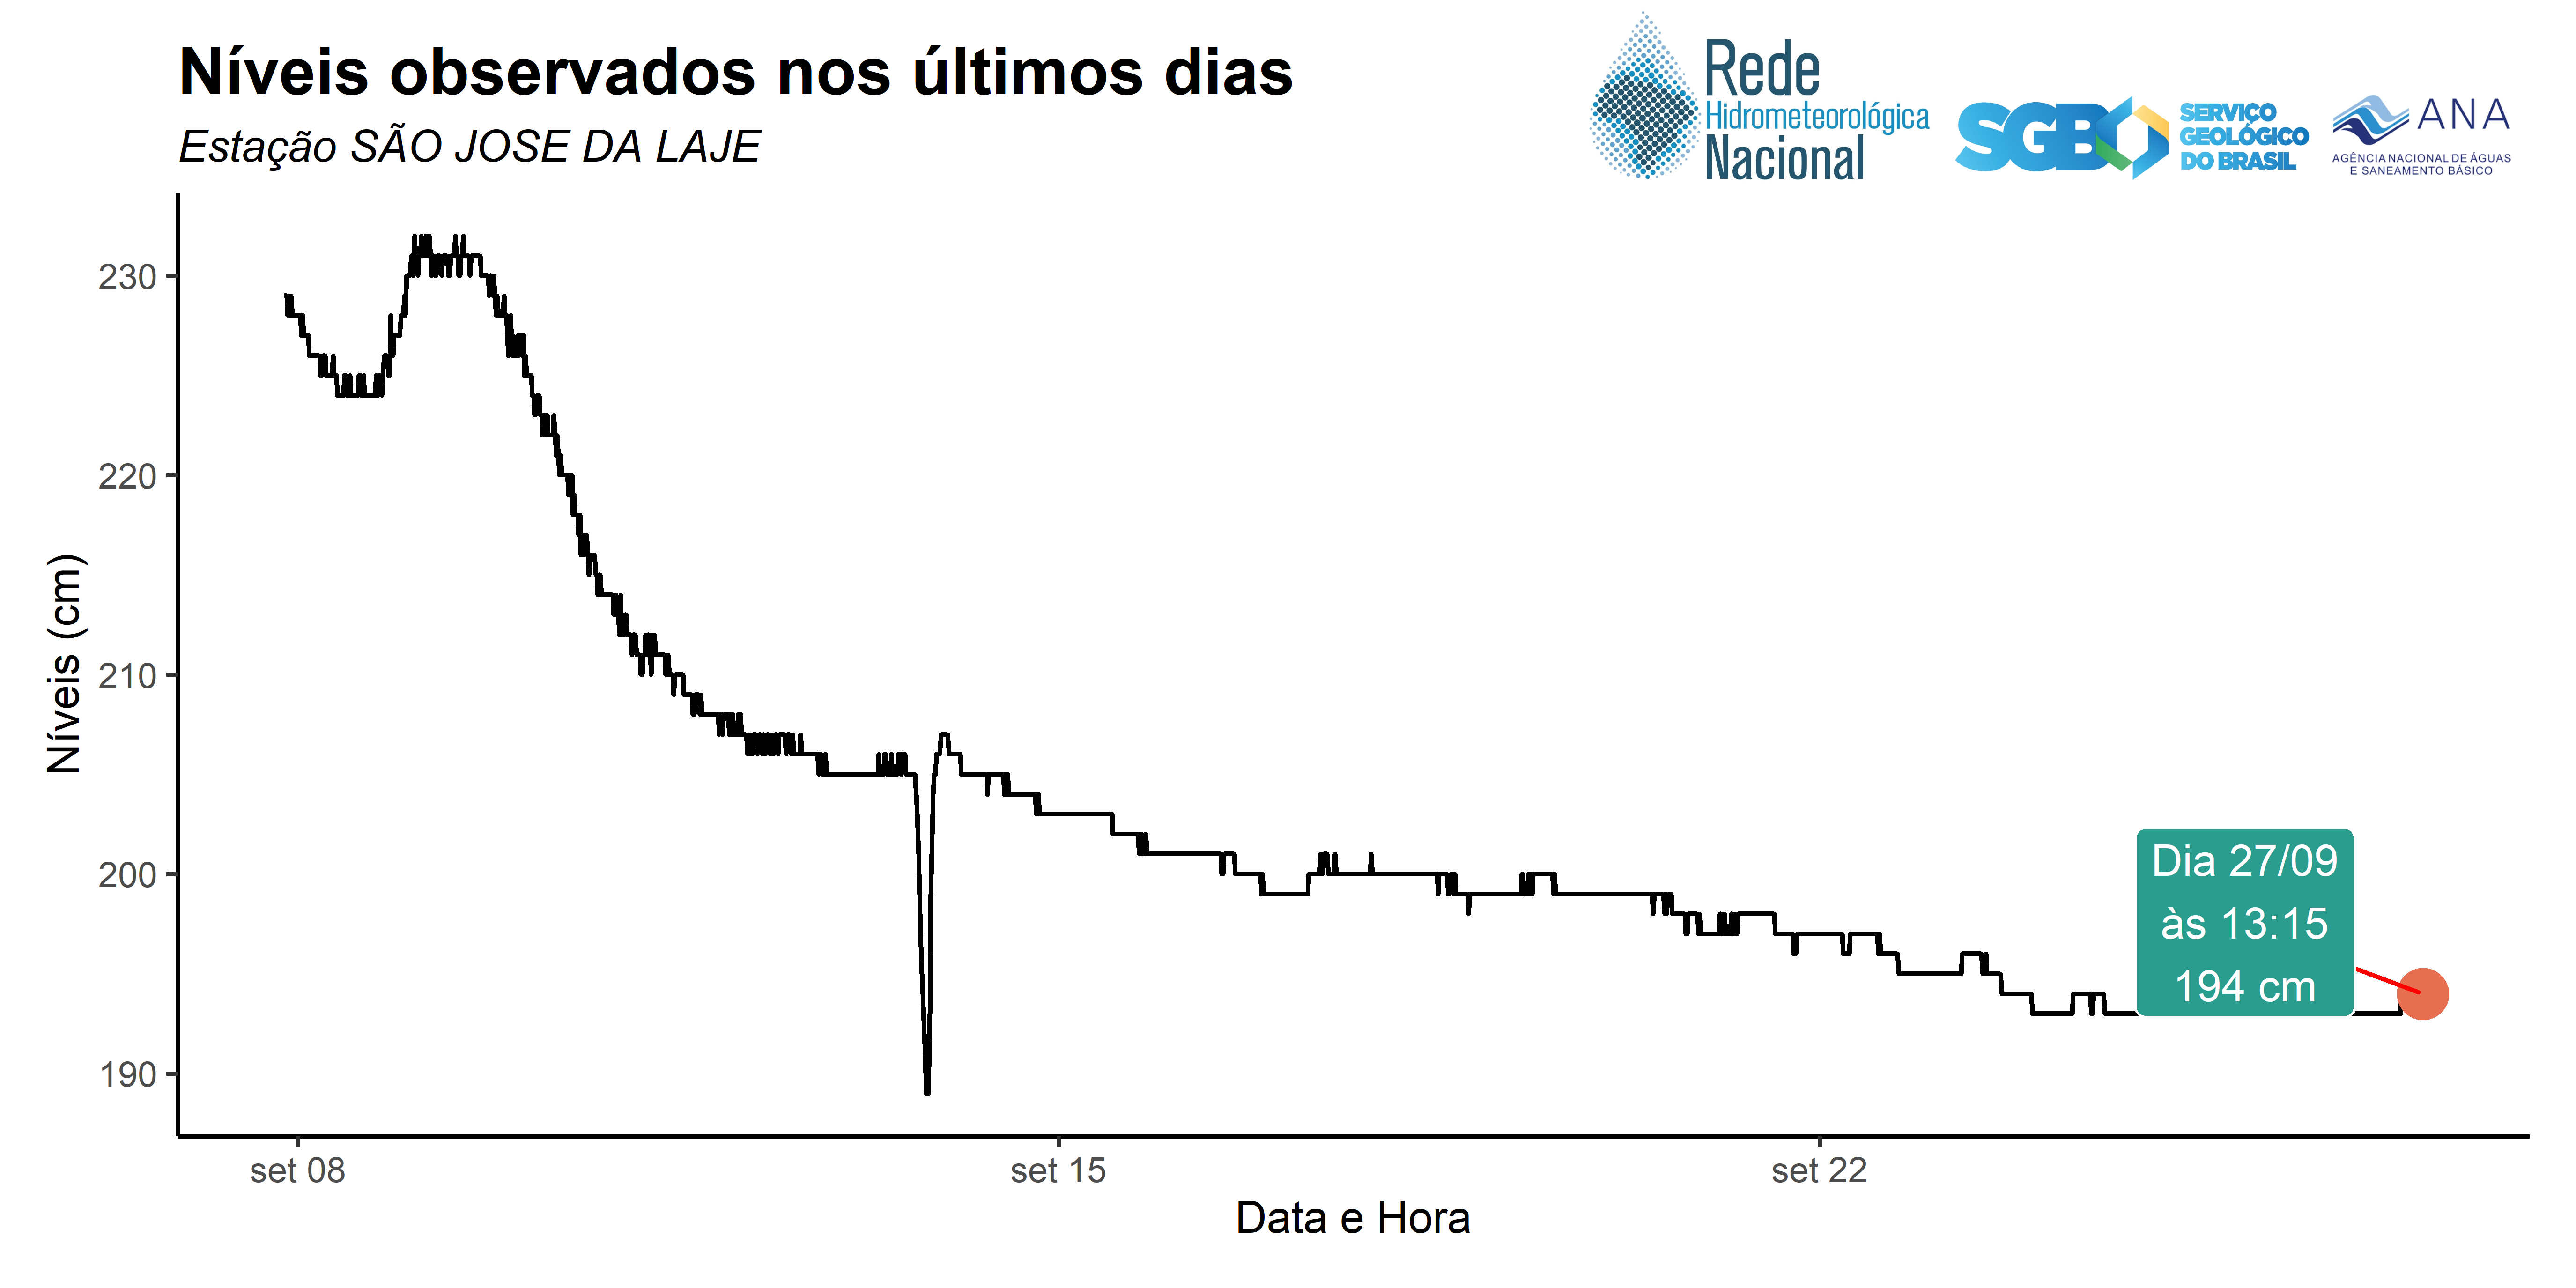 Níveis observados nos últimos dias
Estação SÃO JOSE DA LAJE
Rede
Hidrometeorológica
Nacional
SGB
SERVIÇO
GEOLÓGICO
DO BRASIL
ANA
AGÊNCIA NACIONAL DE ÁGUAS
E SANEAMENTO BÁSICO
Níveis (cm)
230
220
210
200
190
Dia 27/09
às 13:15
194 cm
set 08
set 15
set 22
Data e Hora